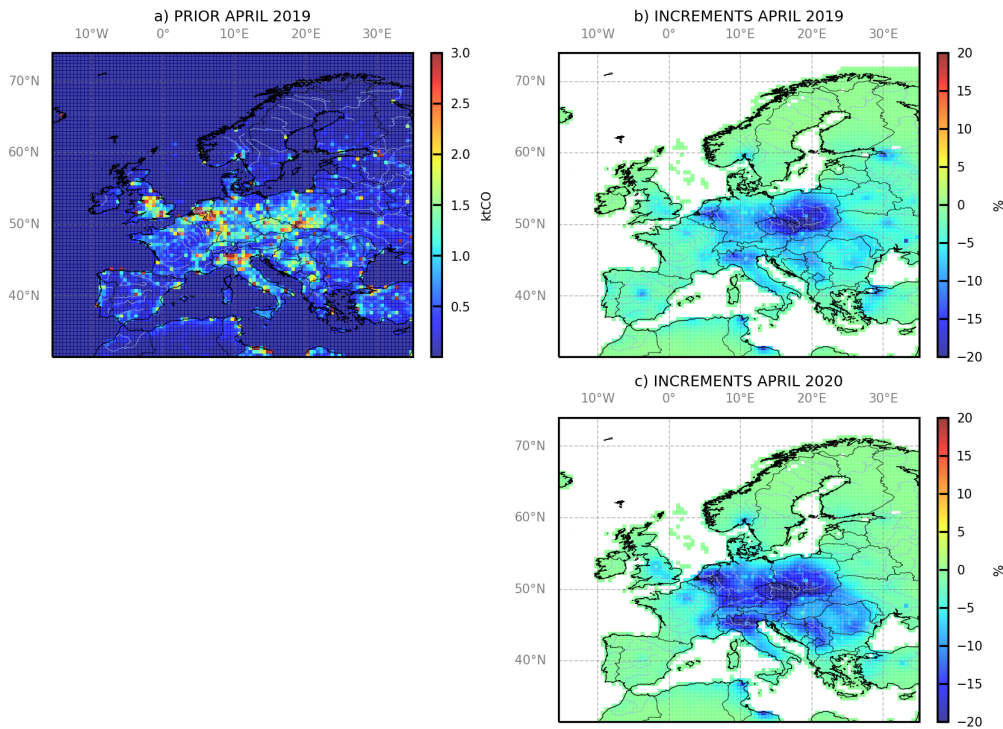 a) PRIOR APRIL 2019
10°W 0° 10°E 20°E 30°E
70°N
60°N
50°N
40°N
3.0
2.5
2.0
1.5
1.0
0.5
ktCO
b) INCREMENTS APRIL 2019
10°W 0° 10°E 20°E 30°E
70°N
60°N
50°N
40°N
20
15
10
5
0
−5
−10
−15
−20
%
c) INCREMENTS APRIL 2020
10°W 0° 10°E 20°E 30°E
70°N
60°N
50°N
40°N
20
15
10
5
0
−5
−10
−15
−20
%